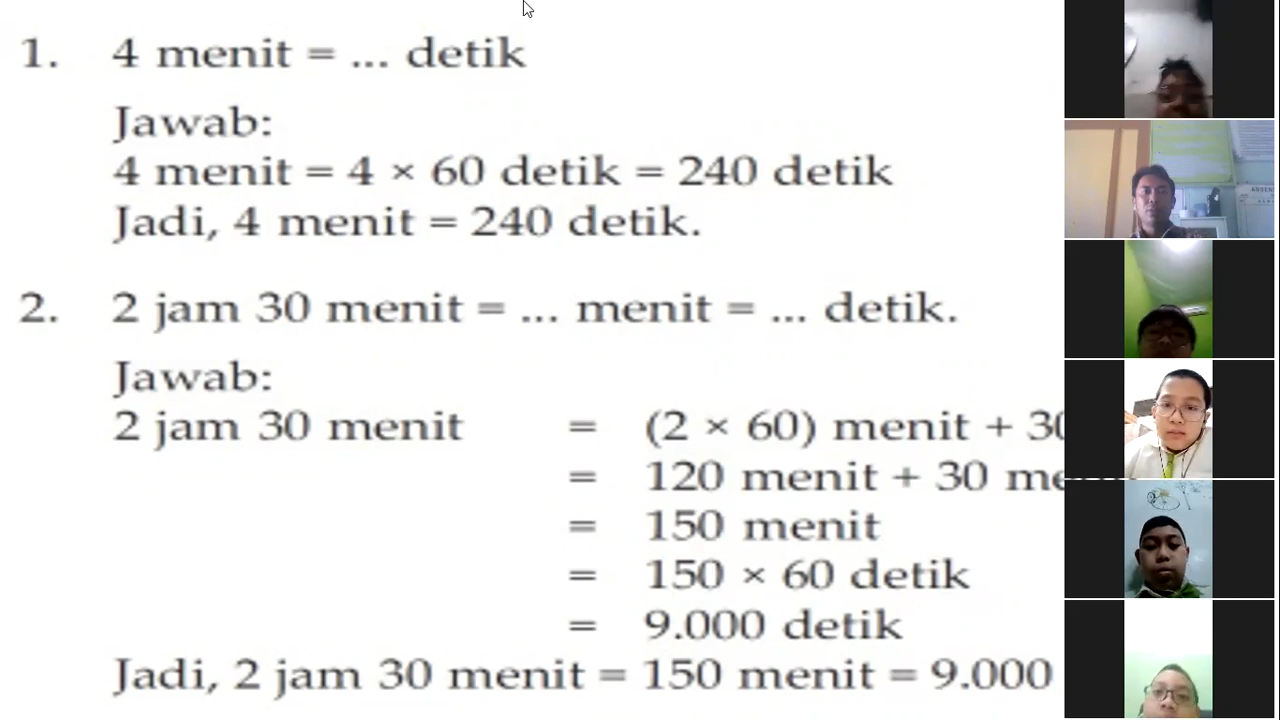 1. 4 menit = ... detik
Jawab:
4 menit = 4 × 60 detik = 240 detik
Jadi, 4 menit = 240 detik.
2. 2 jam 30 menit = ... menit = ... detik.
Jawab:
2 jam 30 menit = (2 × 60) menit + 30
= 120 menit + 30
= 150 menit
= 150 × 60 detik
= 9.000 detik
Jadi, 2 jam 30 menit = 150 menit = 9.000